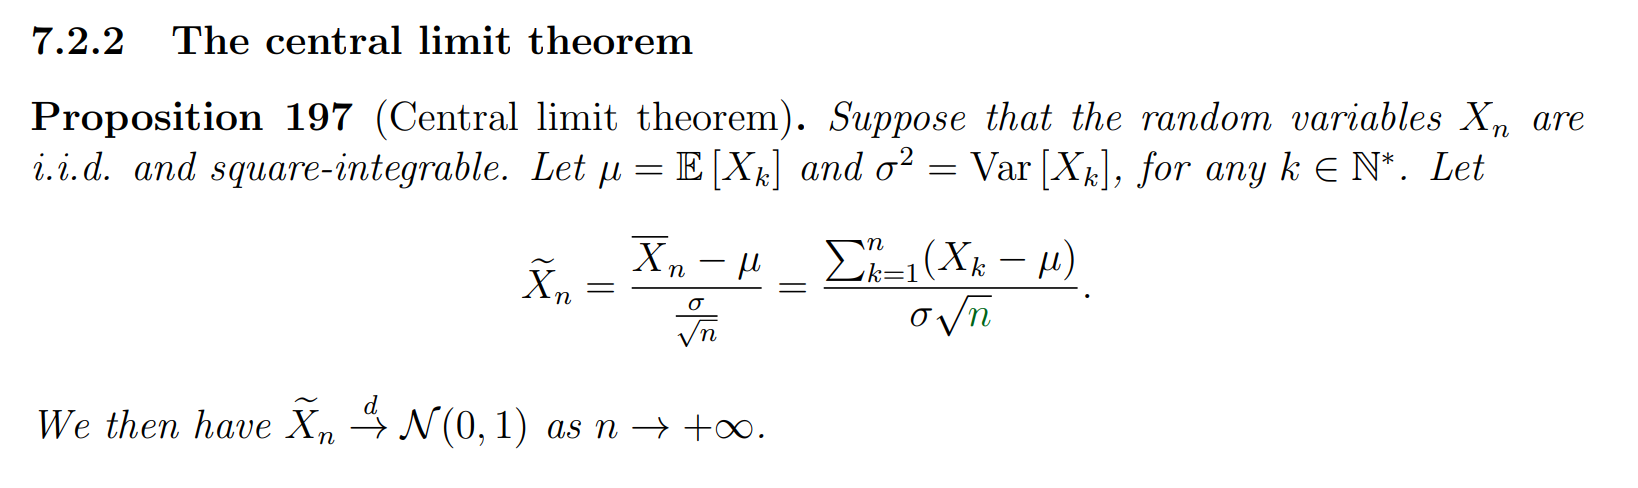 7.2.2 The central limit theorem
Proposition 197 (Central limit theorem). Suppose that the random variables $X_n$ are
i.i.d. and square-integrable. Let $\mu = \mathbb{E}[X_k]$ and $\sigma^2 = \text{Var}[X_k]$, for any $k \in \mathbb{N}^*$. Let
$\widetilde{X}_n = \frac{\overline{X}_n - \mu}{\frac{\sigma}{\sqrt{n}}} = \frac{\sum_{k=1}^{n}(X_k - \mu)}{\sigma\sqrt{n}}.$
We then have $\widetilde{X}_n \xrightarrow{d} \mathcal{N}(0, 1)$ as $n \to +\infty$.